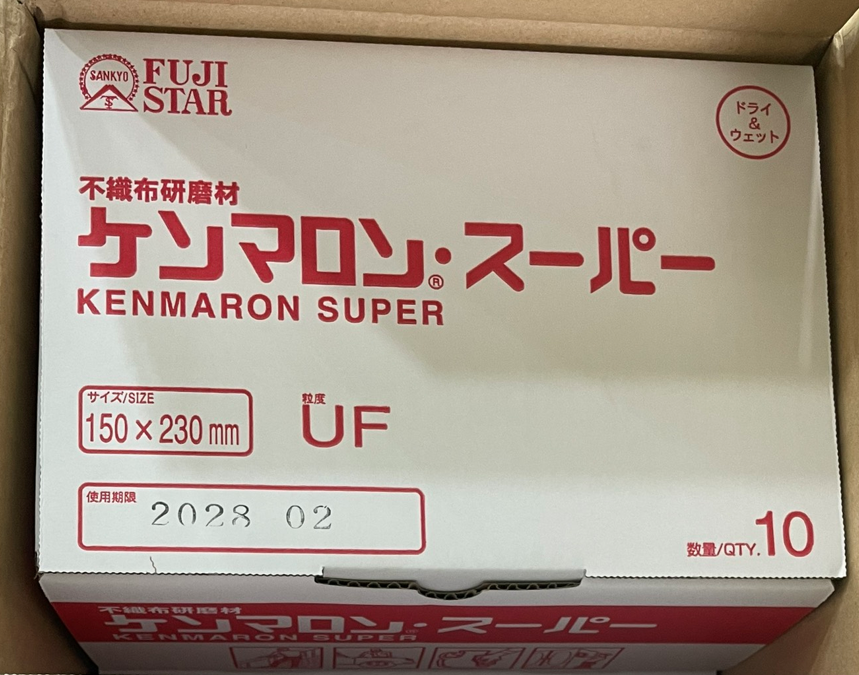 SANKYO
FUJI
STAR
ドライ
&
ウェット
不織布研磨材
ケンマロン®・スーパー
KENMARON SUPER
サイズ/SIZE
150×230mm
粒度
UF
使用期限
2028 02
数量/QTY.10
不織布研磨材
ケンマロン®・スーパー
KENMARON SUPER